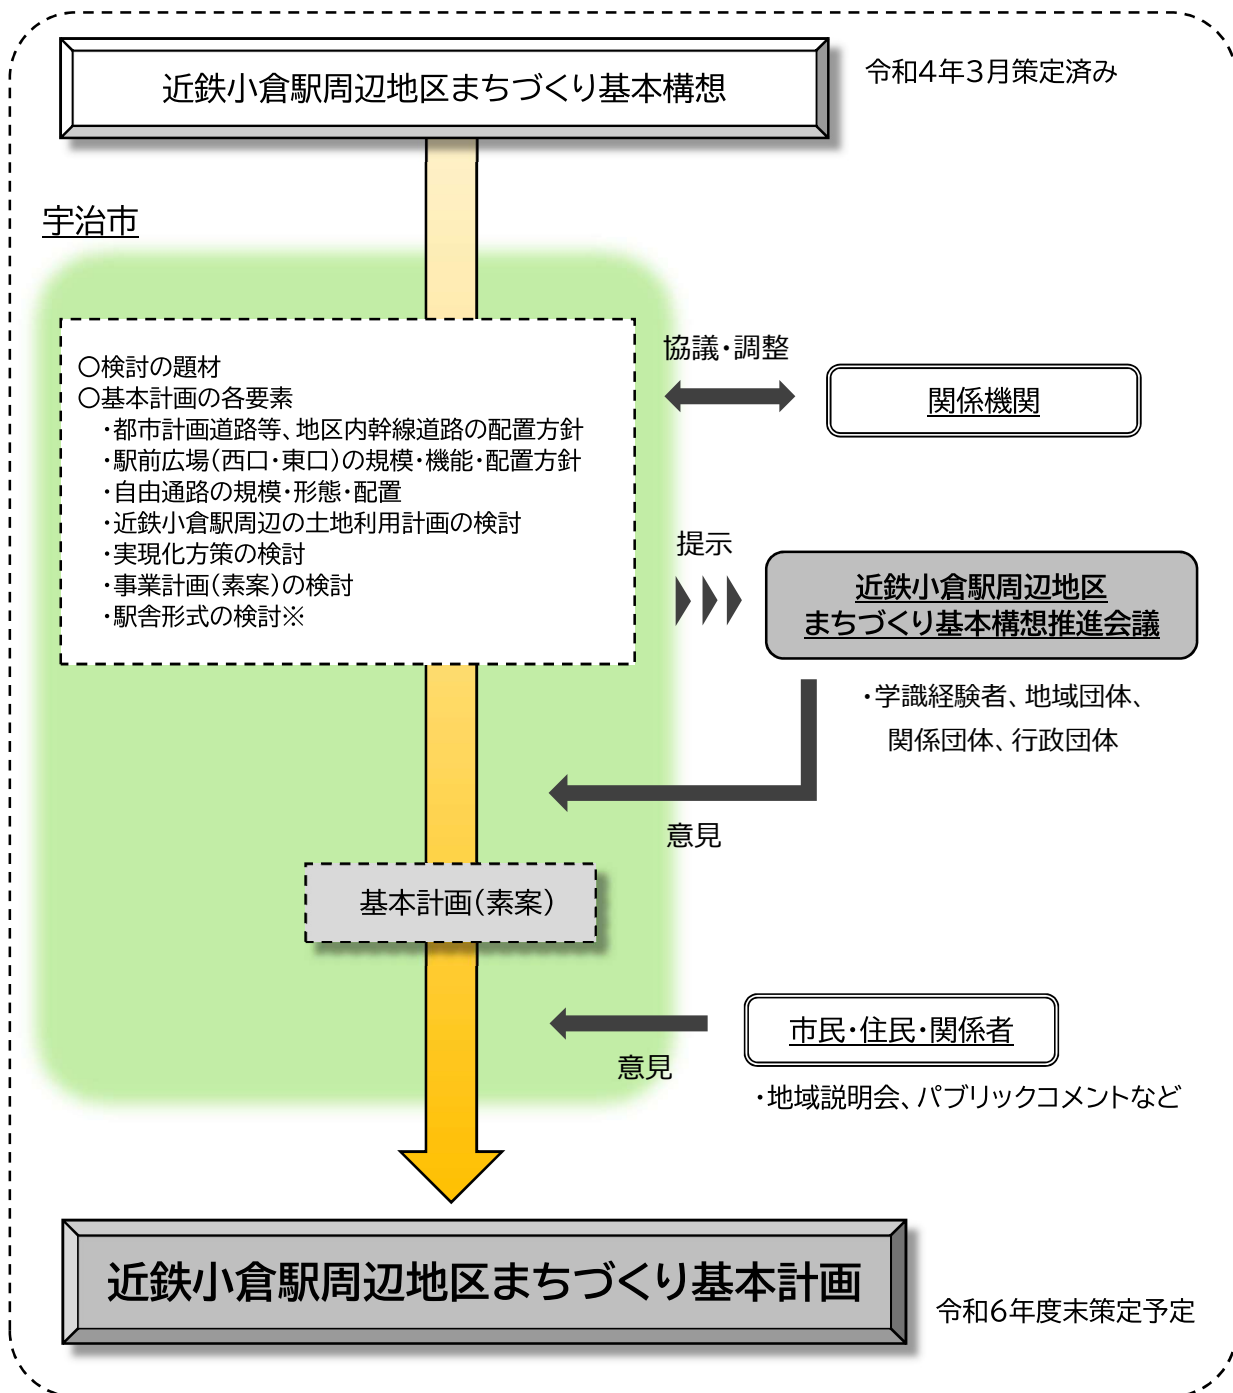 近鉄小倉駅周辺地区まちづくり基本構想
令和4年3月策定済み
宇治市
〇検討の題材
〇基本計画の各要素
・都市計画道路等、地区内幹線道路の配置方針
・駅前広場(西口・東口)の規模・機能・配置方針
・自由通路の規模・形態・配置
・近鉄小倉駅周辺の土地利用計画の検討
・実現化方策の検討
・事業計画(素案)の検討
・駅舎形式の検討※
協議・調整
関係機関
提示
近鉄小倉駅周辺地区
まちづくり基本構想推進会議
・学識経験者、地域団体、
関係団体、行政団体
意見
基本計画(素案)
市民・住民・関係者
意見
・地域説明会、パブリックコメントなど
近鉄小倉駅周辺地区まちづくり基本計画
令和6年度末策定予定